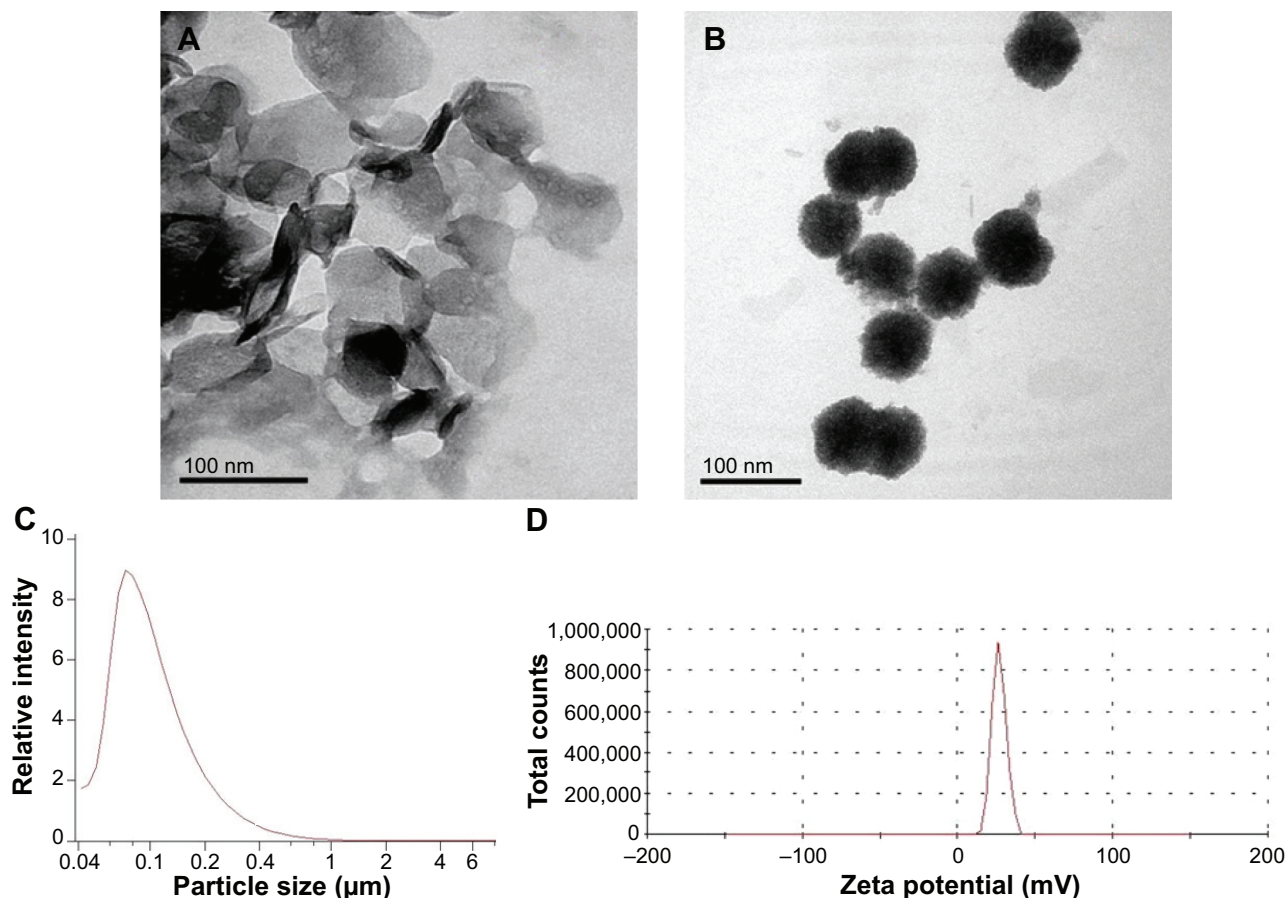 A
100 nm
B
100 nm
C
Relative intensity
10
8
6
4
2
0
0.04 0.1 0.2 0.4 1 2 4 6
Particle size (µm)
D
Total counts
1,000,000
800,000
600,000
400,000
200,000
0
–200 –100 0 100 200
Zeta potential (mV)